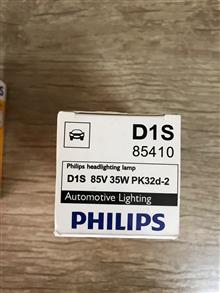 D1S
85410
Philips headlighting lamp
D1S 85V 35W PK32d-2
Automotive Lighting
PHILIPS